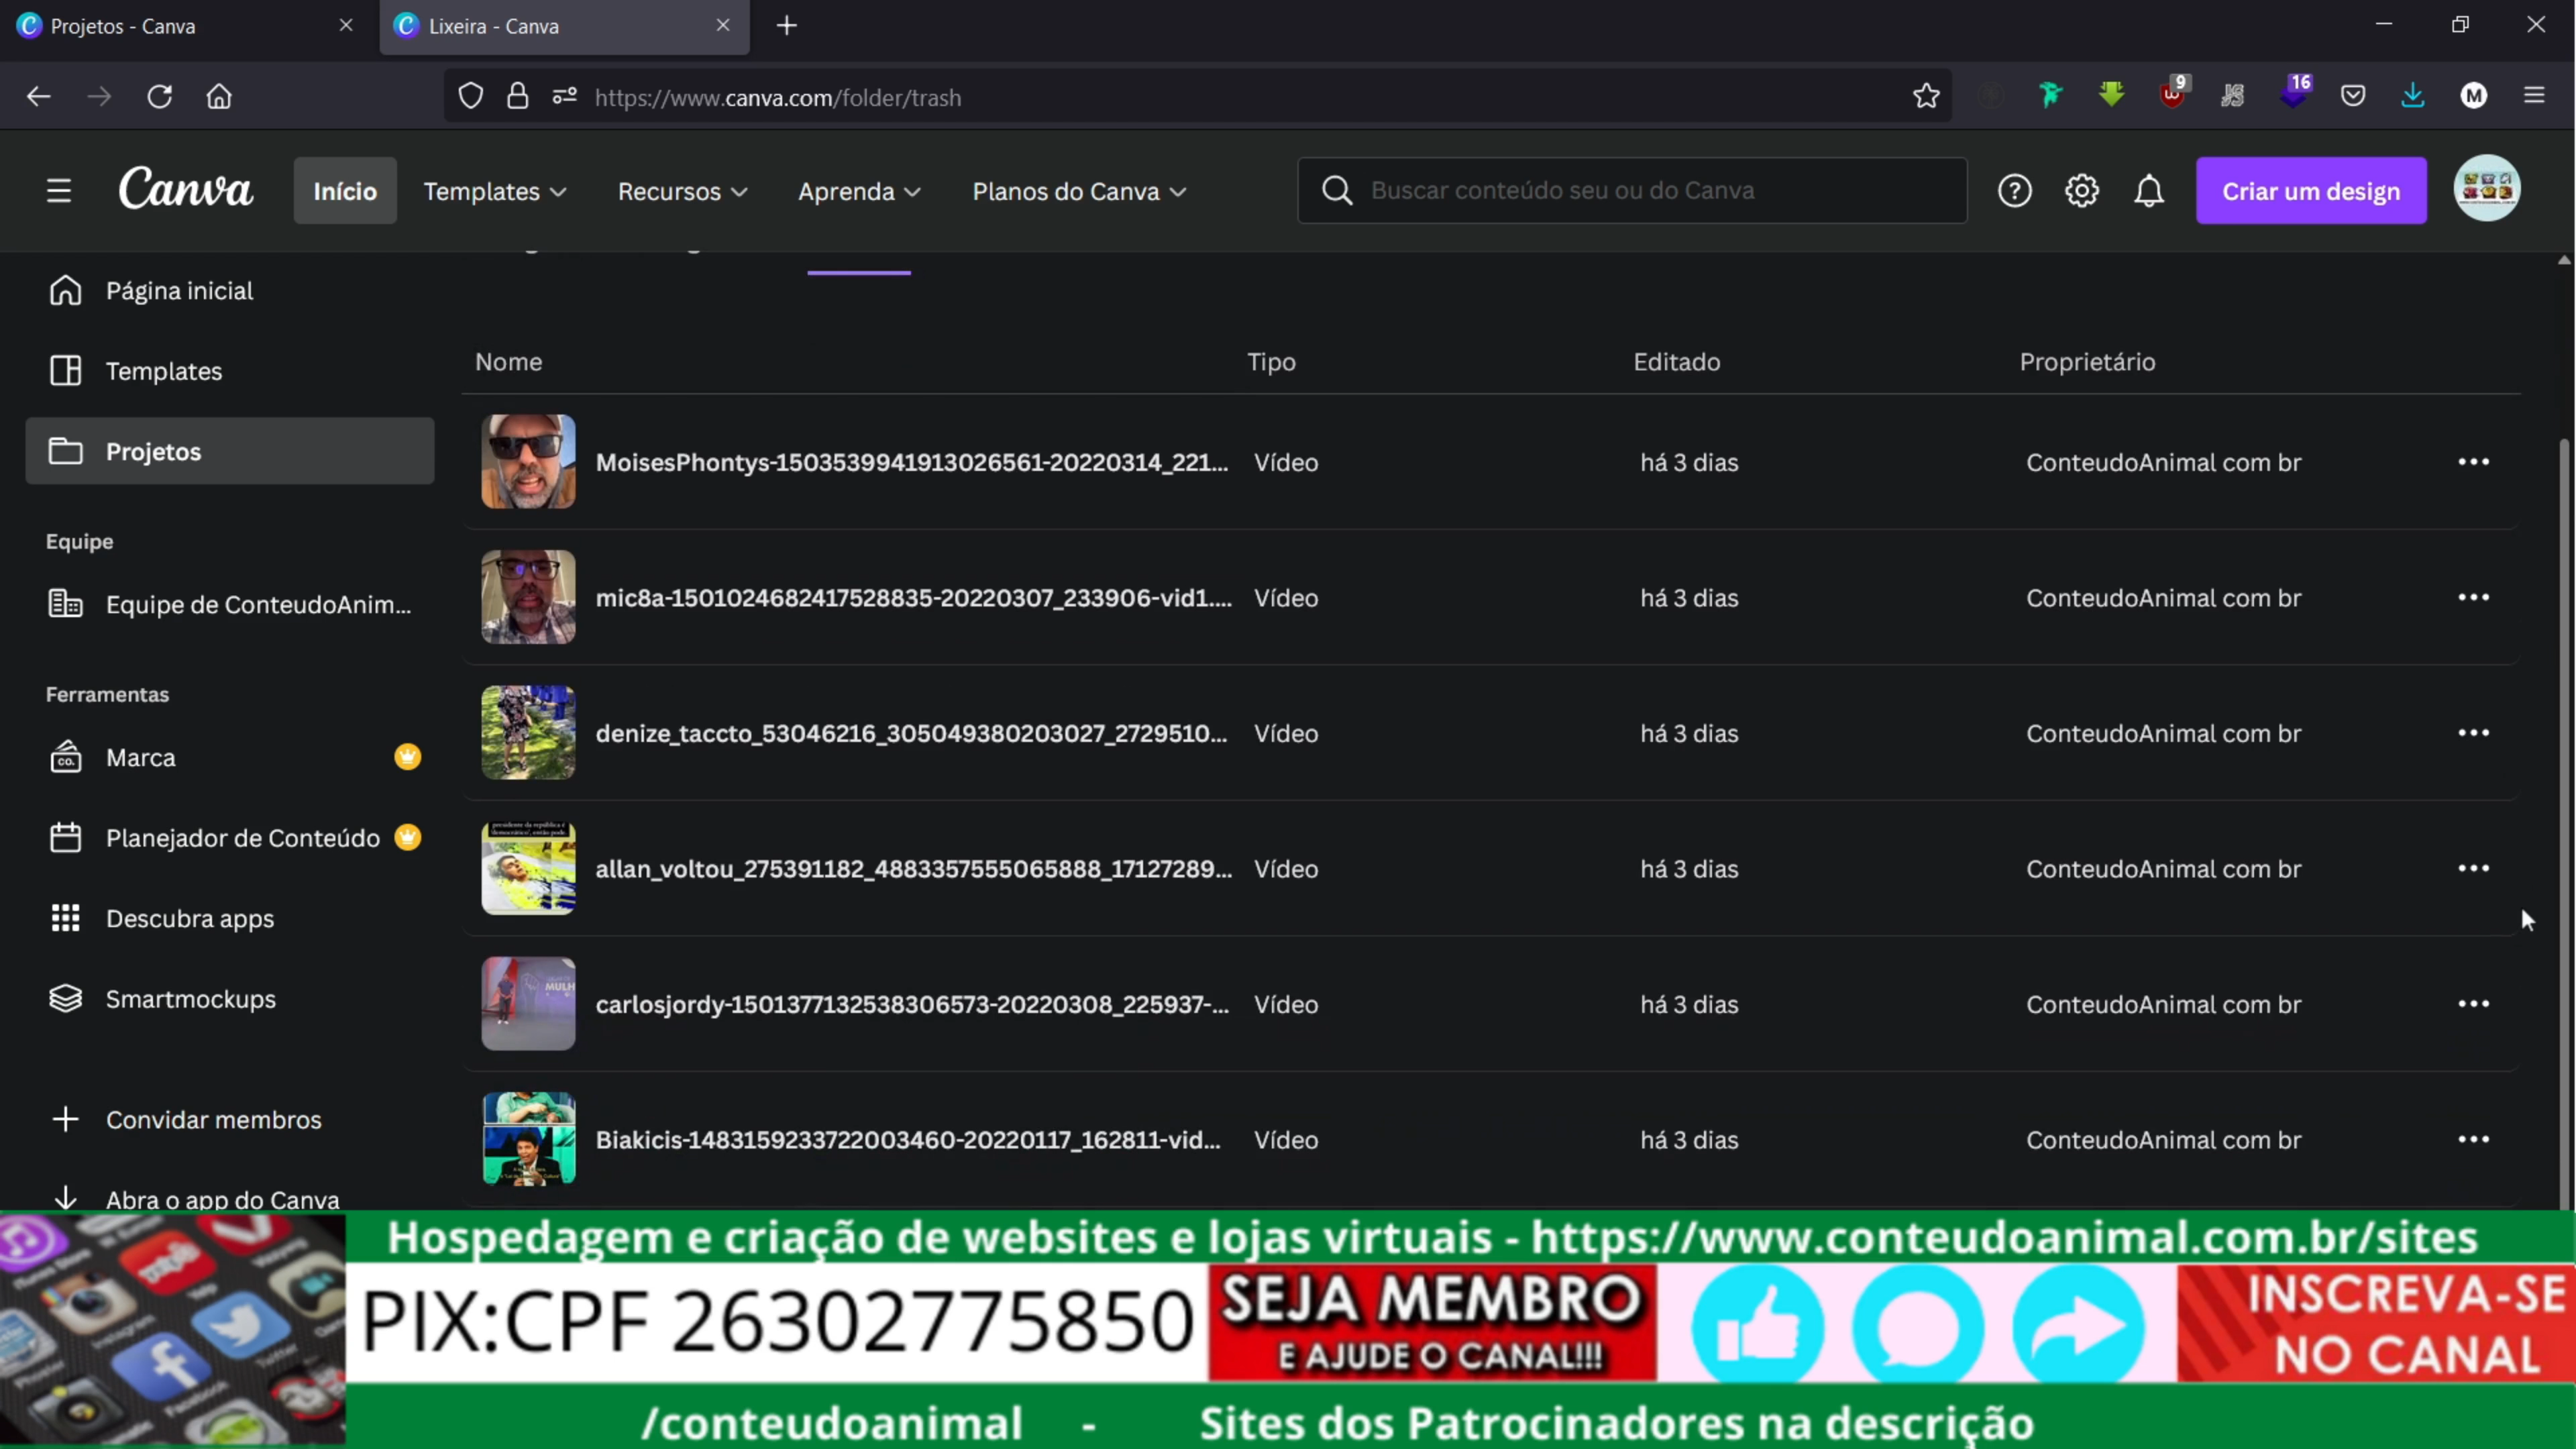 Projetos - Canva
Lixeira - Canva
https://www.canva.com/folder/trash
9
16
M
Canva
Início
Templates
Recursos
Aprenda
Planos do Canva
Buscar conteúdo seu ou do Canva
Criar um design
Página inicial
Templates
Projetos
Equipe
Equipe de ConteudoAnim...
Ferramentas
Marca
Planejador de Conteúdo
Descubra apps
Smartmockups
Convidar membros
Abra o app do Canva
Nome Tipo Editado Proprietário
MoisesPhontys-1503539941913026561-20220314_221... Vídeo há 3 dias ConteudoAnimal com br
mic8a-1501024682417528835-20220307_233906-vid1.... Vídeo há 3 dias ConteudoAnimal com br
denize_taccto_53046216_305049380203027_2729510... Vídeo há 3 dias ConteudoAnimal com br
allan_voltou_275391182_4883357555065888_17127289... Vídeo há 3 dias ConteudoAnimal com br
carlosjordy-1501377132538306573-20220308_225937-... Vídeo há 3 dias ConteudoAnimal com br
Biakicis-1483159233722003460-20220117_162811-vid... Vídeo há 3 dias ConteudoAnimal com br
Hospedagem e criação de websites e lojas virtuais - https://www.conteudoanimal.com.br/sites
PIX:CPF 26302775850
SEJA MEMBRO
E AJUDE O CANAL!!!
INSCREVA-SE
NO CANAL
/conteudoanimal - Sites dos Patrocinadores na descrição